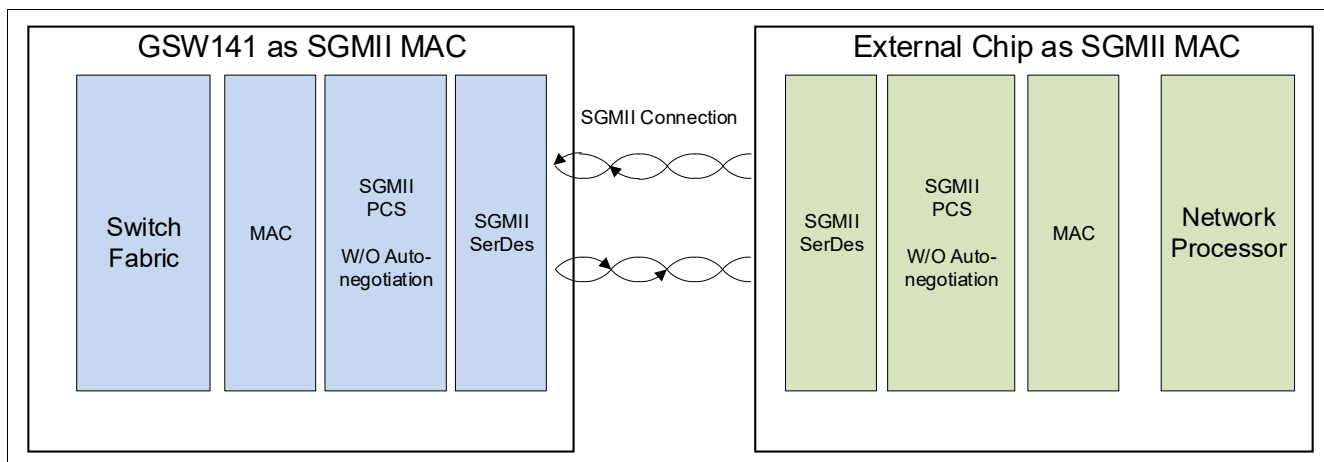 GSW141 as SGMII MAC
Switch
Fabric
MAC
SGMII
PCS
W/O Auto-
negotiation
SGMII
SerDes
SGMII Connection
External Chip as SGMII MAC
SGMII
SerDes
SGMII
PCS
W/O Auto-
negotiation
MAC
Network
Processor